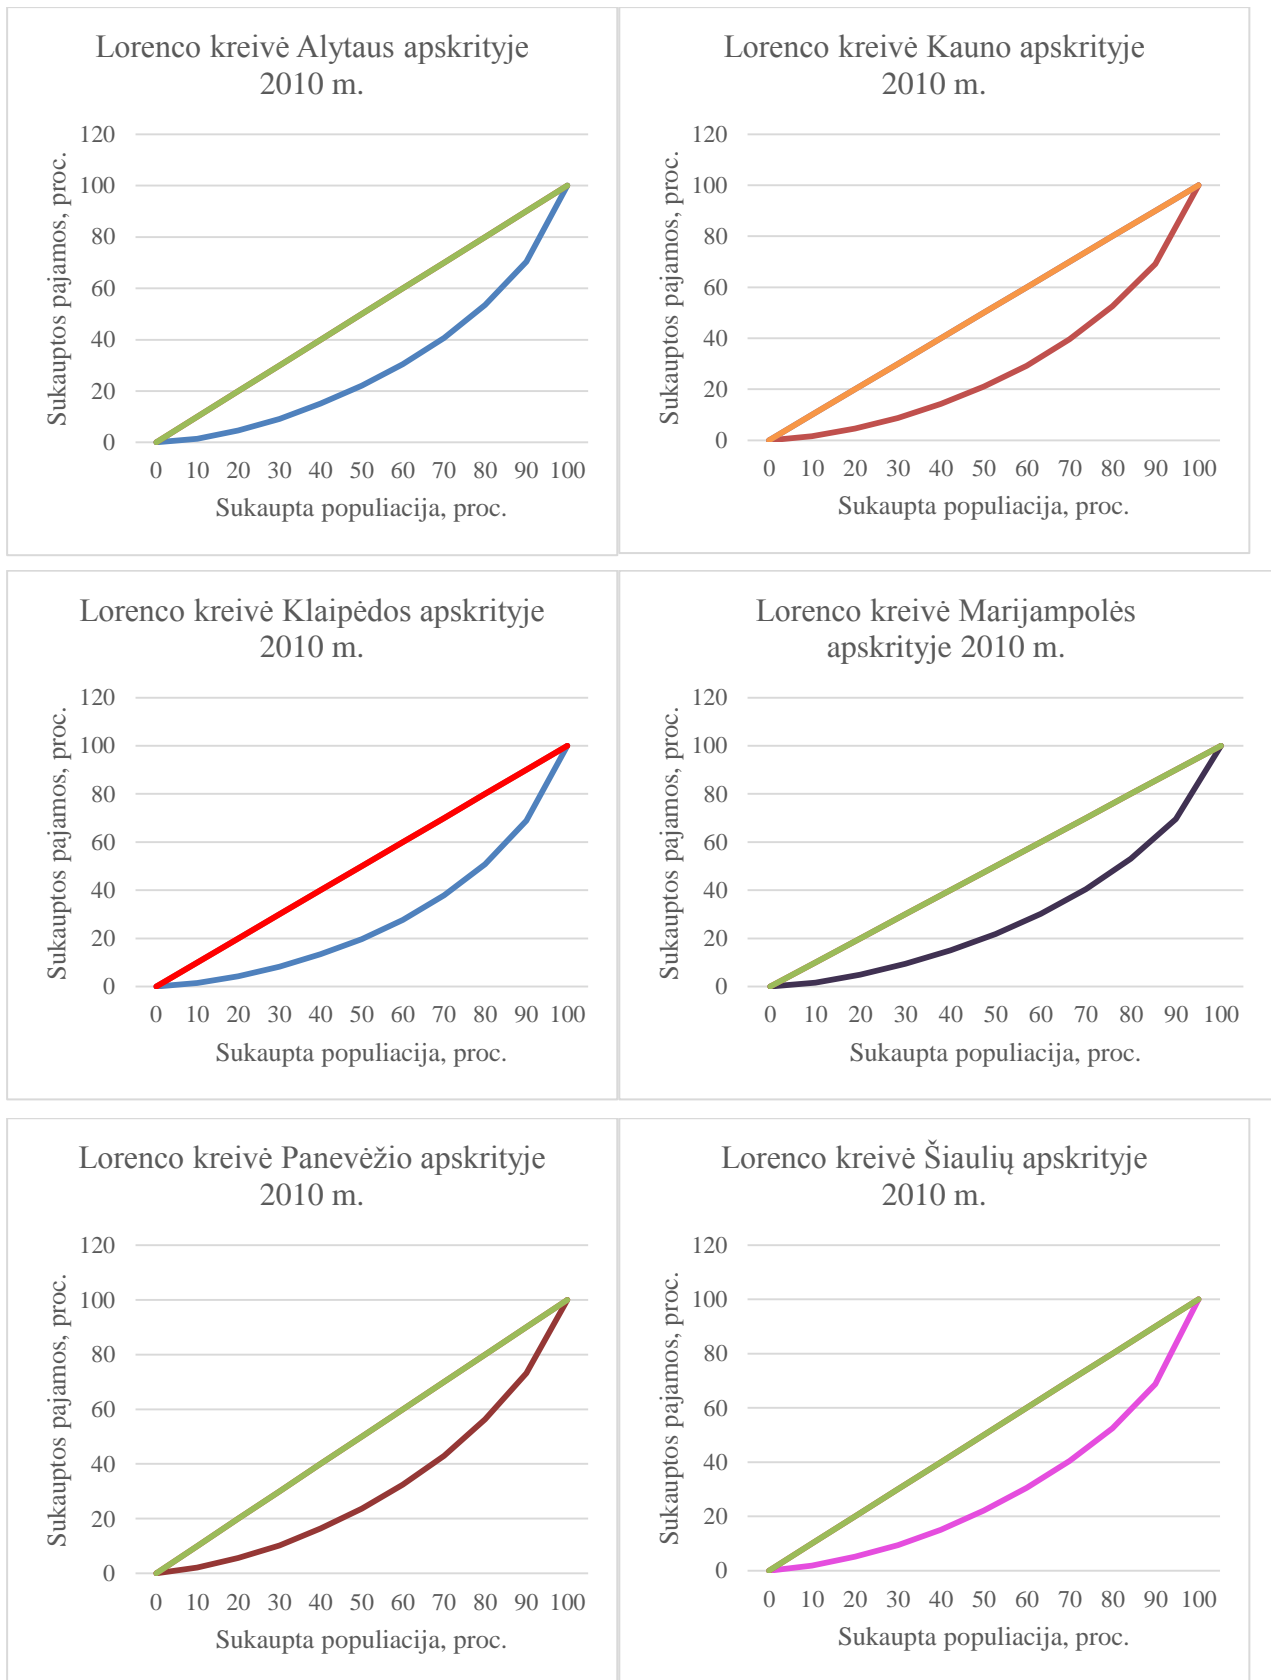 Lorenco kreivė Alytaus apskrityje
2010 m.
120
100
80
60
40
20
0
Sukauptos pajamos, proc.
0 10 20 30 40 50 60 70 80 90 100
Sukaupta populiacija, proc.
Lorenco kreivė Kauno apskrityje
2010 m.
120
100
80
60
40
20
0
Sukauptos pajamos, proc.
0 10 20 30 40 50 60 70 80 90 100
Sukaupta populiacija, proc.
Lorenco kreivė Klaipėdos apskrityje
2010 m.
120
100
80
60
40
20
0
Sukauptos pajamos, proc.
0 10 20 30 40 50 60 70 80 90 100
Sukaupta populiacija, proc.
Lorenco kreivė Marijampolės
apskrityje 2010 m.
120
100
80
60
40
20
0
Sukauptos pajamos, proc.
0 10 20 30 40 50 60 70 80 90 100
Sukaupta populiacija, proc.
Lorenco kreivė Panevėžio apskrityje
2010 m.
120
100
80
60
40
20
0
Sukauptos pajamos, proc.
0 10 20 30 40 50 60 70 80 90 100
Sukaupta populiacija, proc.
Lorenco kreivė Šiaulių apskrityje
2010 m.
120
100
80
60
40
20
0
Sukauptos pajamos, proc.
0 10 20 30 40 50 60 70 80 90 100
Sukaupta populiacija, proc.